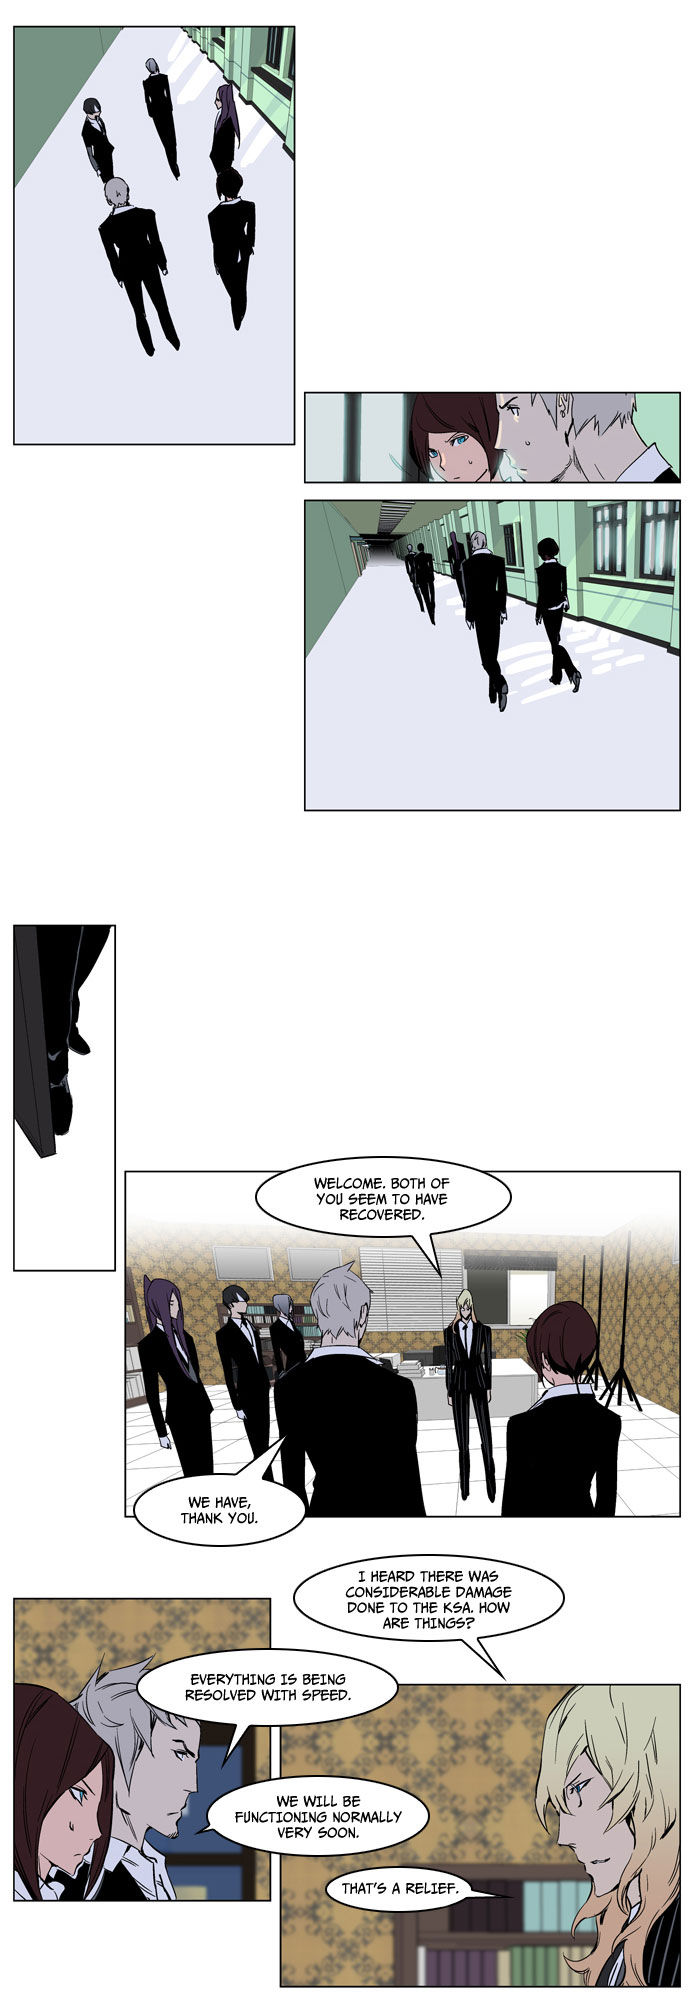 WELCOME. BOTH OF
YOU SEEM TO HAVE
RECOVERED.
WE HAVE,
THANK YOU.
I HEARD THERE WAS
CONSIDERABLE DAMAGE
DONE TO THE KSA. HOW
ARE THINGS?
EVERYTHING IS BEING
RESOLVED WITH SPEED.
WE WILL BE
FUNCTIONING NORMALLY
VERY SOON.
THAT'S A RELIEF.